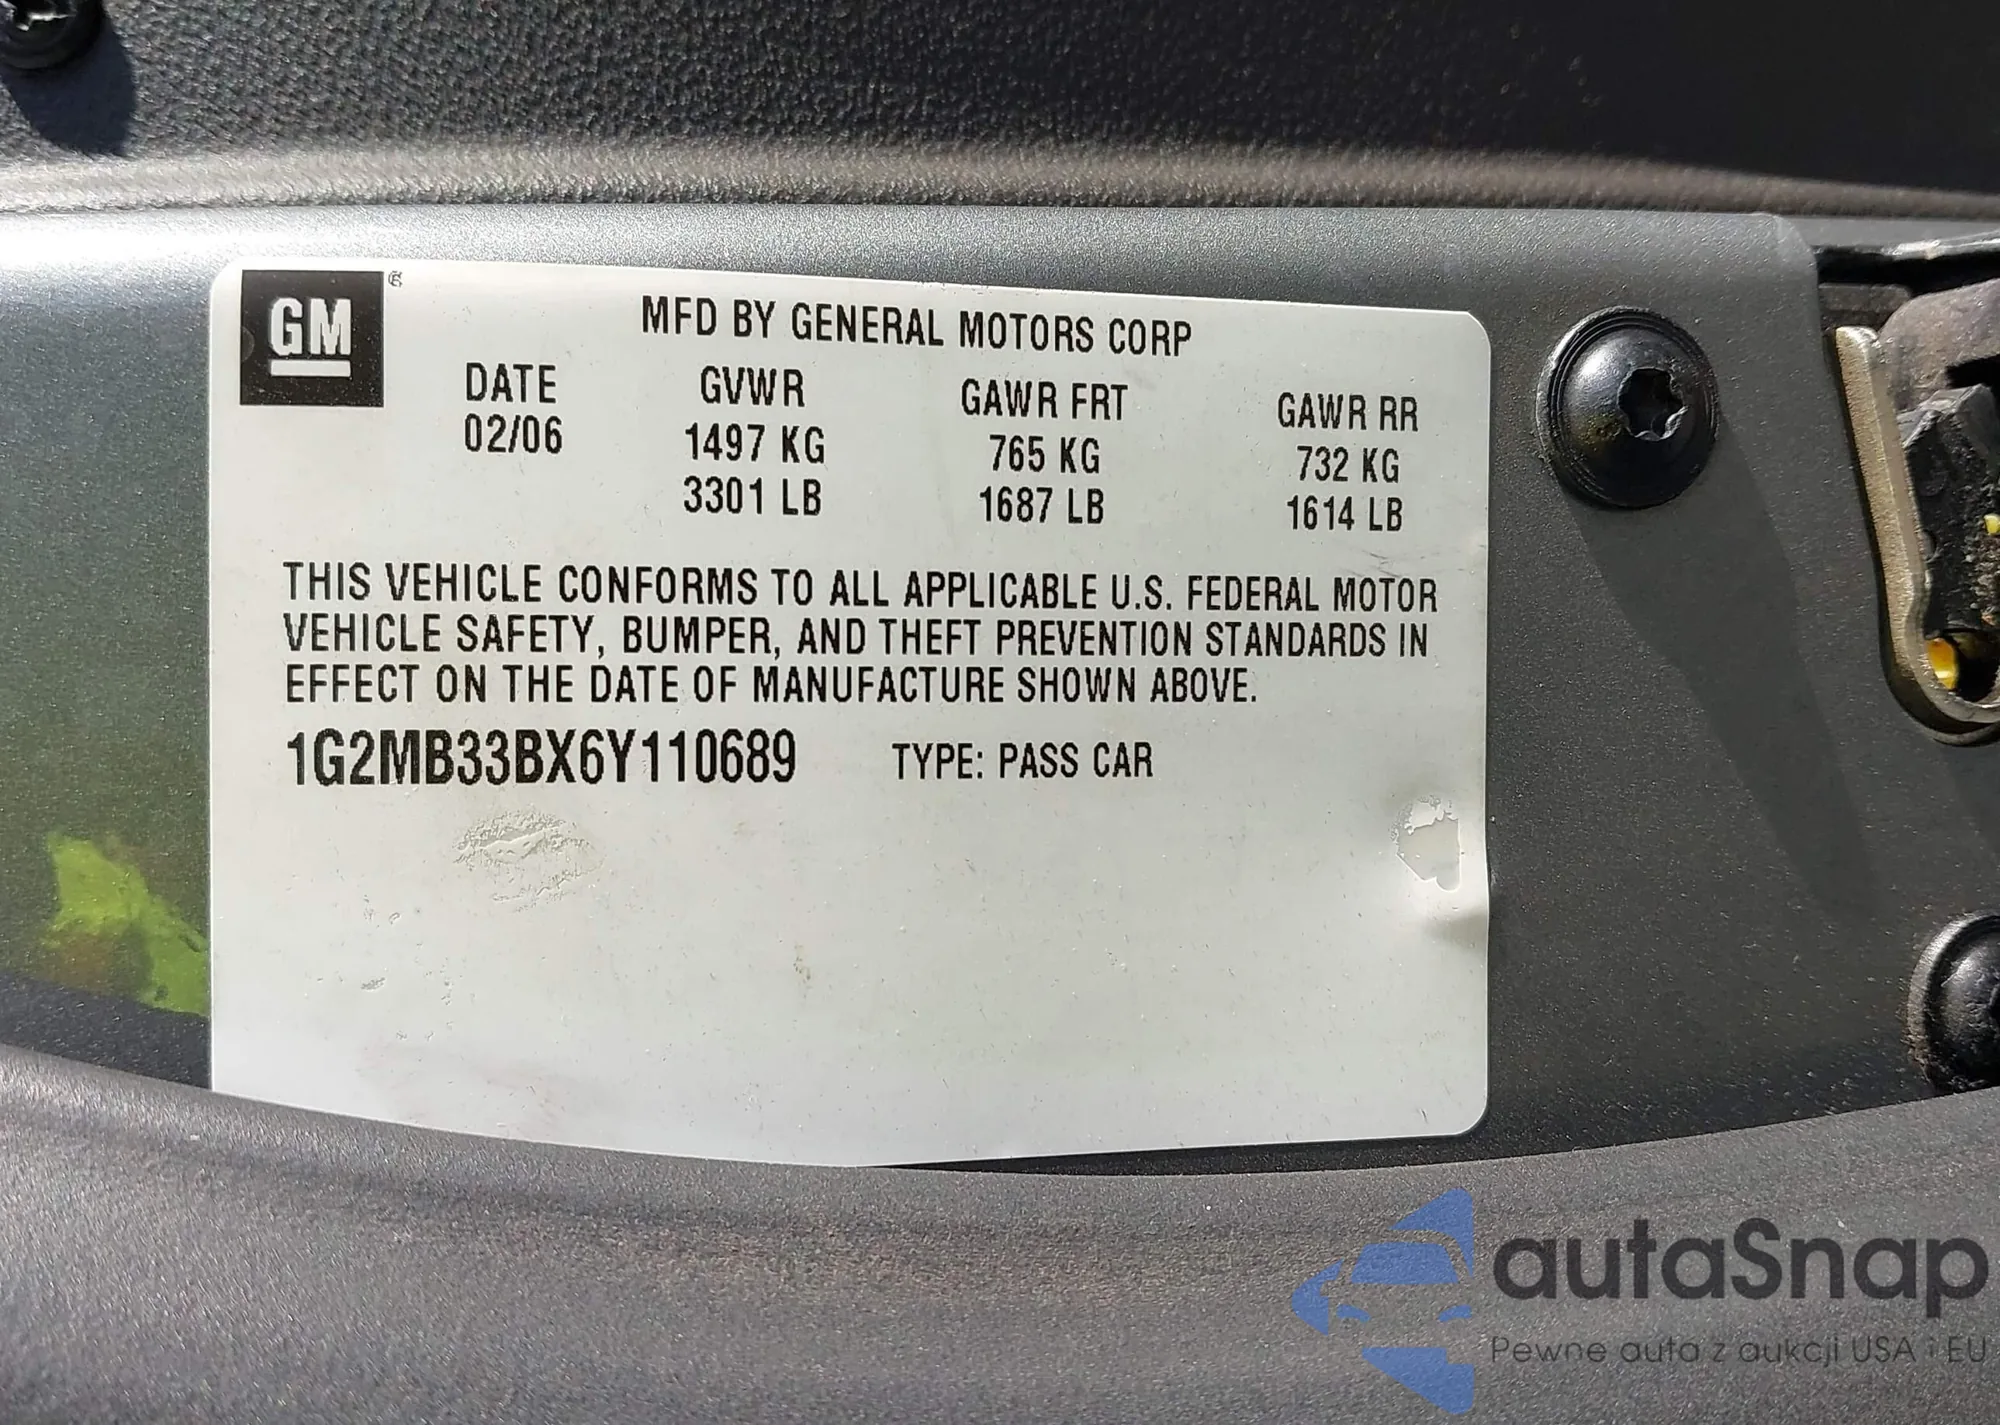 GM
MFD BY GENERAL MOTORS CORP
DATE GVWR GAWR FRT GAWR RR
02/06 1497 KG 765 KG 732 KG
3301 LB 1687 LB 1614 LB
THIS VEHICLE CONFORMS TO ALL APPLICABLE U.S. FEDERAL MOTOR
VEHICLE SAFETY, BUMPER, AND THEFT PREVENTION STANDARDS IN
EFFECT ON THE DATE OF MANUFACTURE SHOWN ABOVE.
1G2MB33BX6Y110689 TYPE: PASS CAR
autaSnap
Pewne auta z aukcji USA i EU